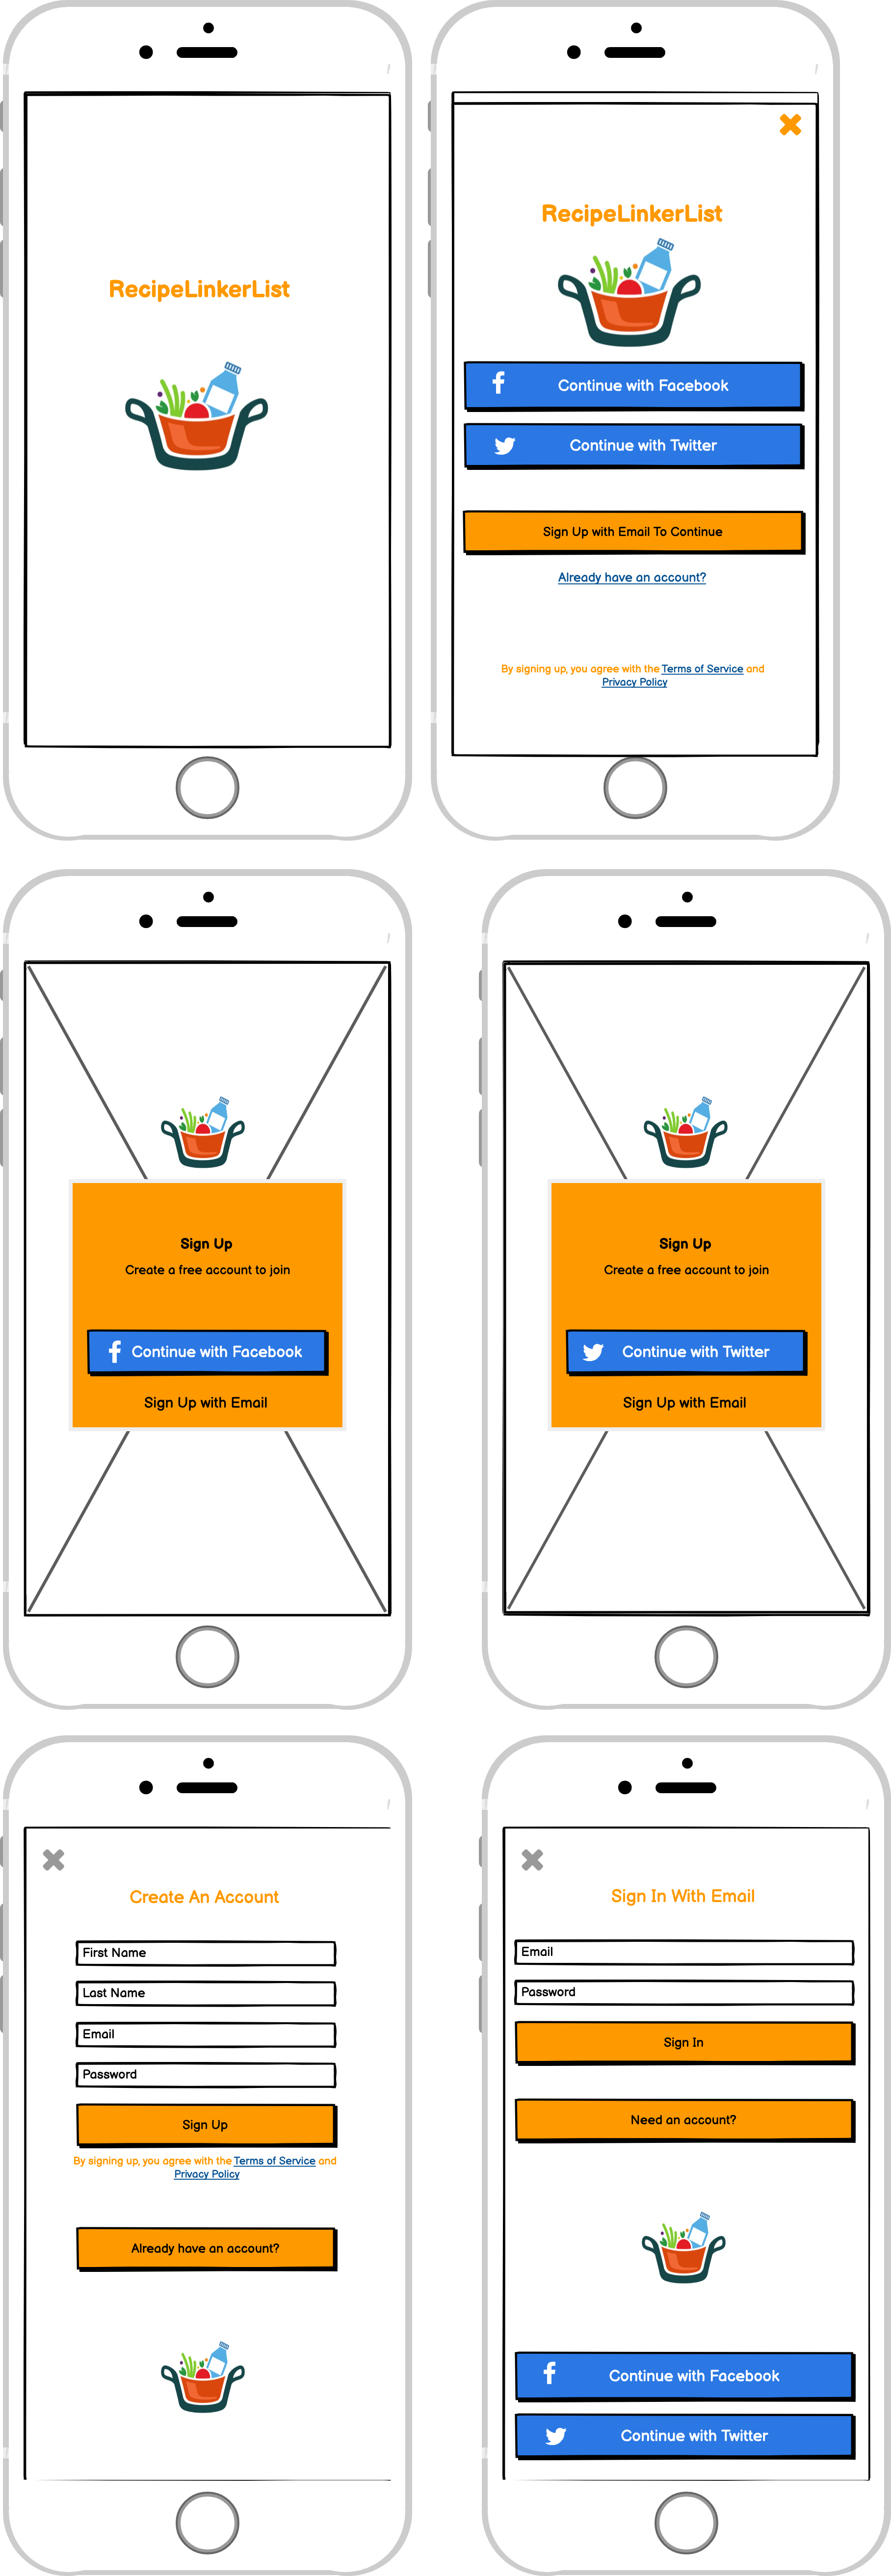 RecipeLinkerList
RecipeLinkerList
Continue with Facebook
Continue with Twitter
Sign Up with Email To Continue
Already have an account?
By signing up, you agree with the Terms of Service and
Privacy Policy
Sign Up
Create a free account to join
Continue with Facebook
Sign Up with Email
Sign Up
Create a free account to join
Continue with Twitter
Sign Up with Email
Create An Account
First Name
Last Name
Email
Password
Sign Up
By signing up, you agree with the Terms of Service and
Privacy Policy
Already have an account?
Sign In With Email
Email
Password
Sign In
Need an account?
Continue with Facebook
Continue with Twitter